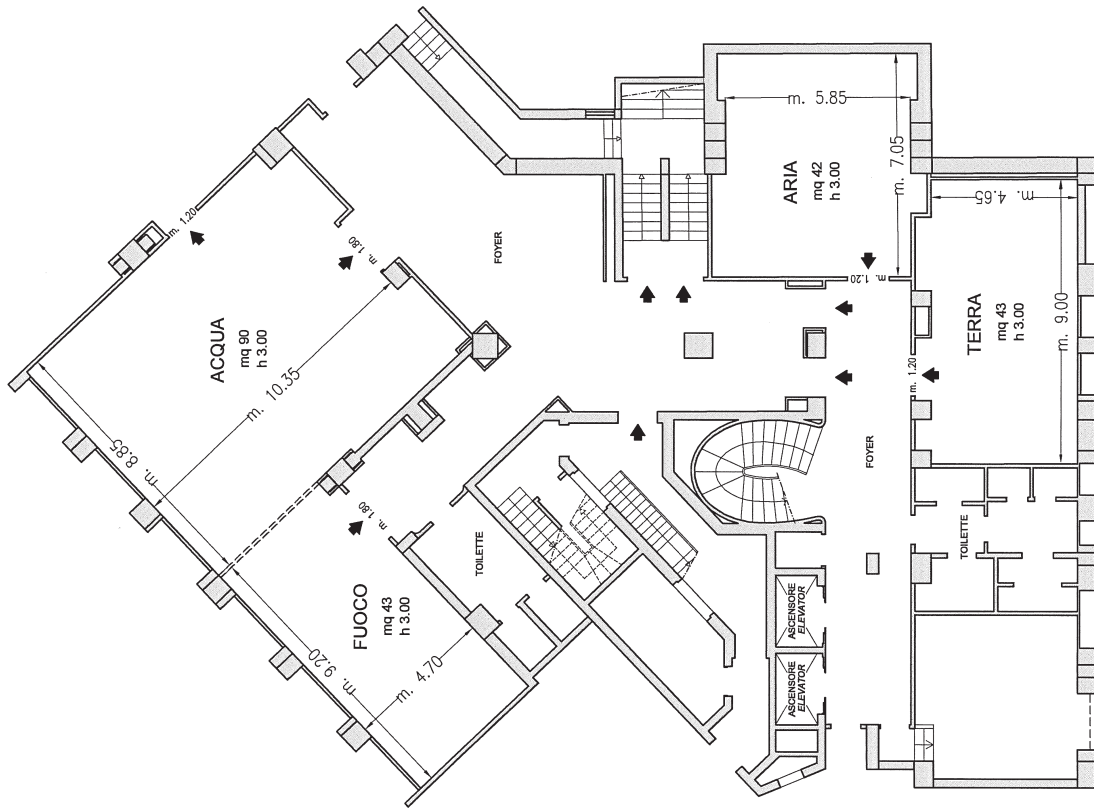 m. 5.85
m. 7.05
ARIA
mq 42
h 3.00
m. 4.65
m. 1.20
m. 1.80
FOYER
m. 1.20
TERRA
mq 43
h 3.00
m. 9.00
ACQUA
mq 90
h 3.00
m. 10.35
m. 1.20
m. 8.85
FOYER
m. 1.80
TOILETTE
TOILETTE
FUOCO
mq 43
h 3.00
ASCENSORE
ELEVATOR
m. 9.20
m. 4.70
ASCENSORE
ELEVATOR